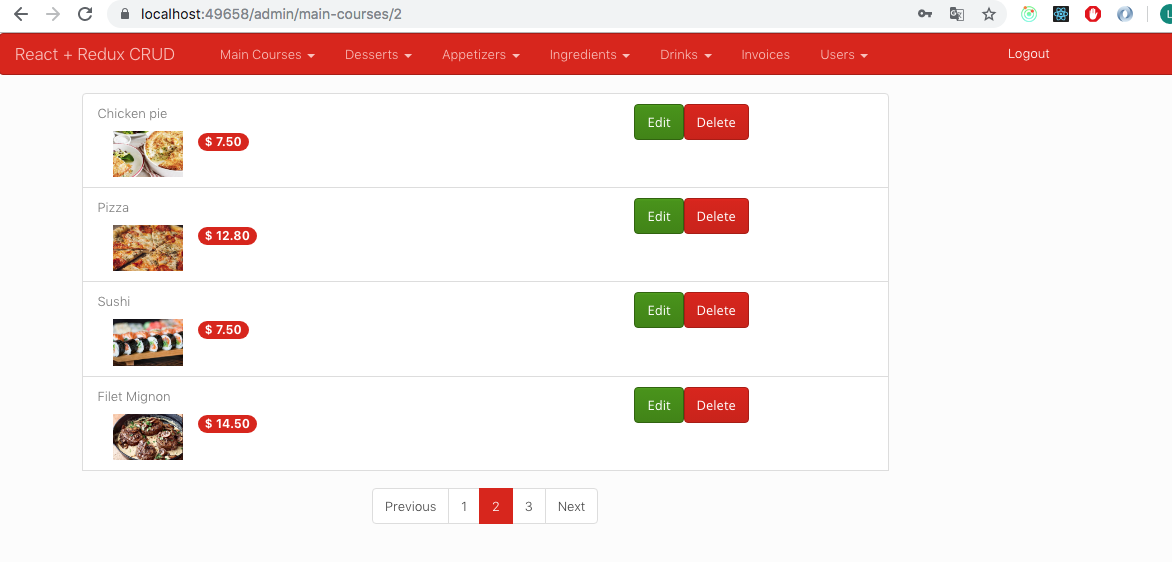 localhost:49658/admin/main-courses/2
React + Redux CRUD Main Courses Desserts Appetizers Ingredients Drinks Invoices Users Logout
Chicken pie
$ 7.50
Edit Delete
Pizza
$ 12.80
Edit Delete
Sushi
$ 7.50
Edit Delete
Filet Mignon
$ 14.50
Edit Delete
Previous 1 2 3 Next